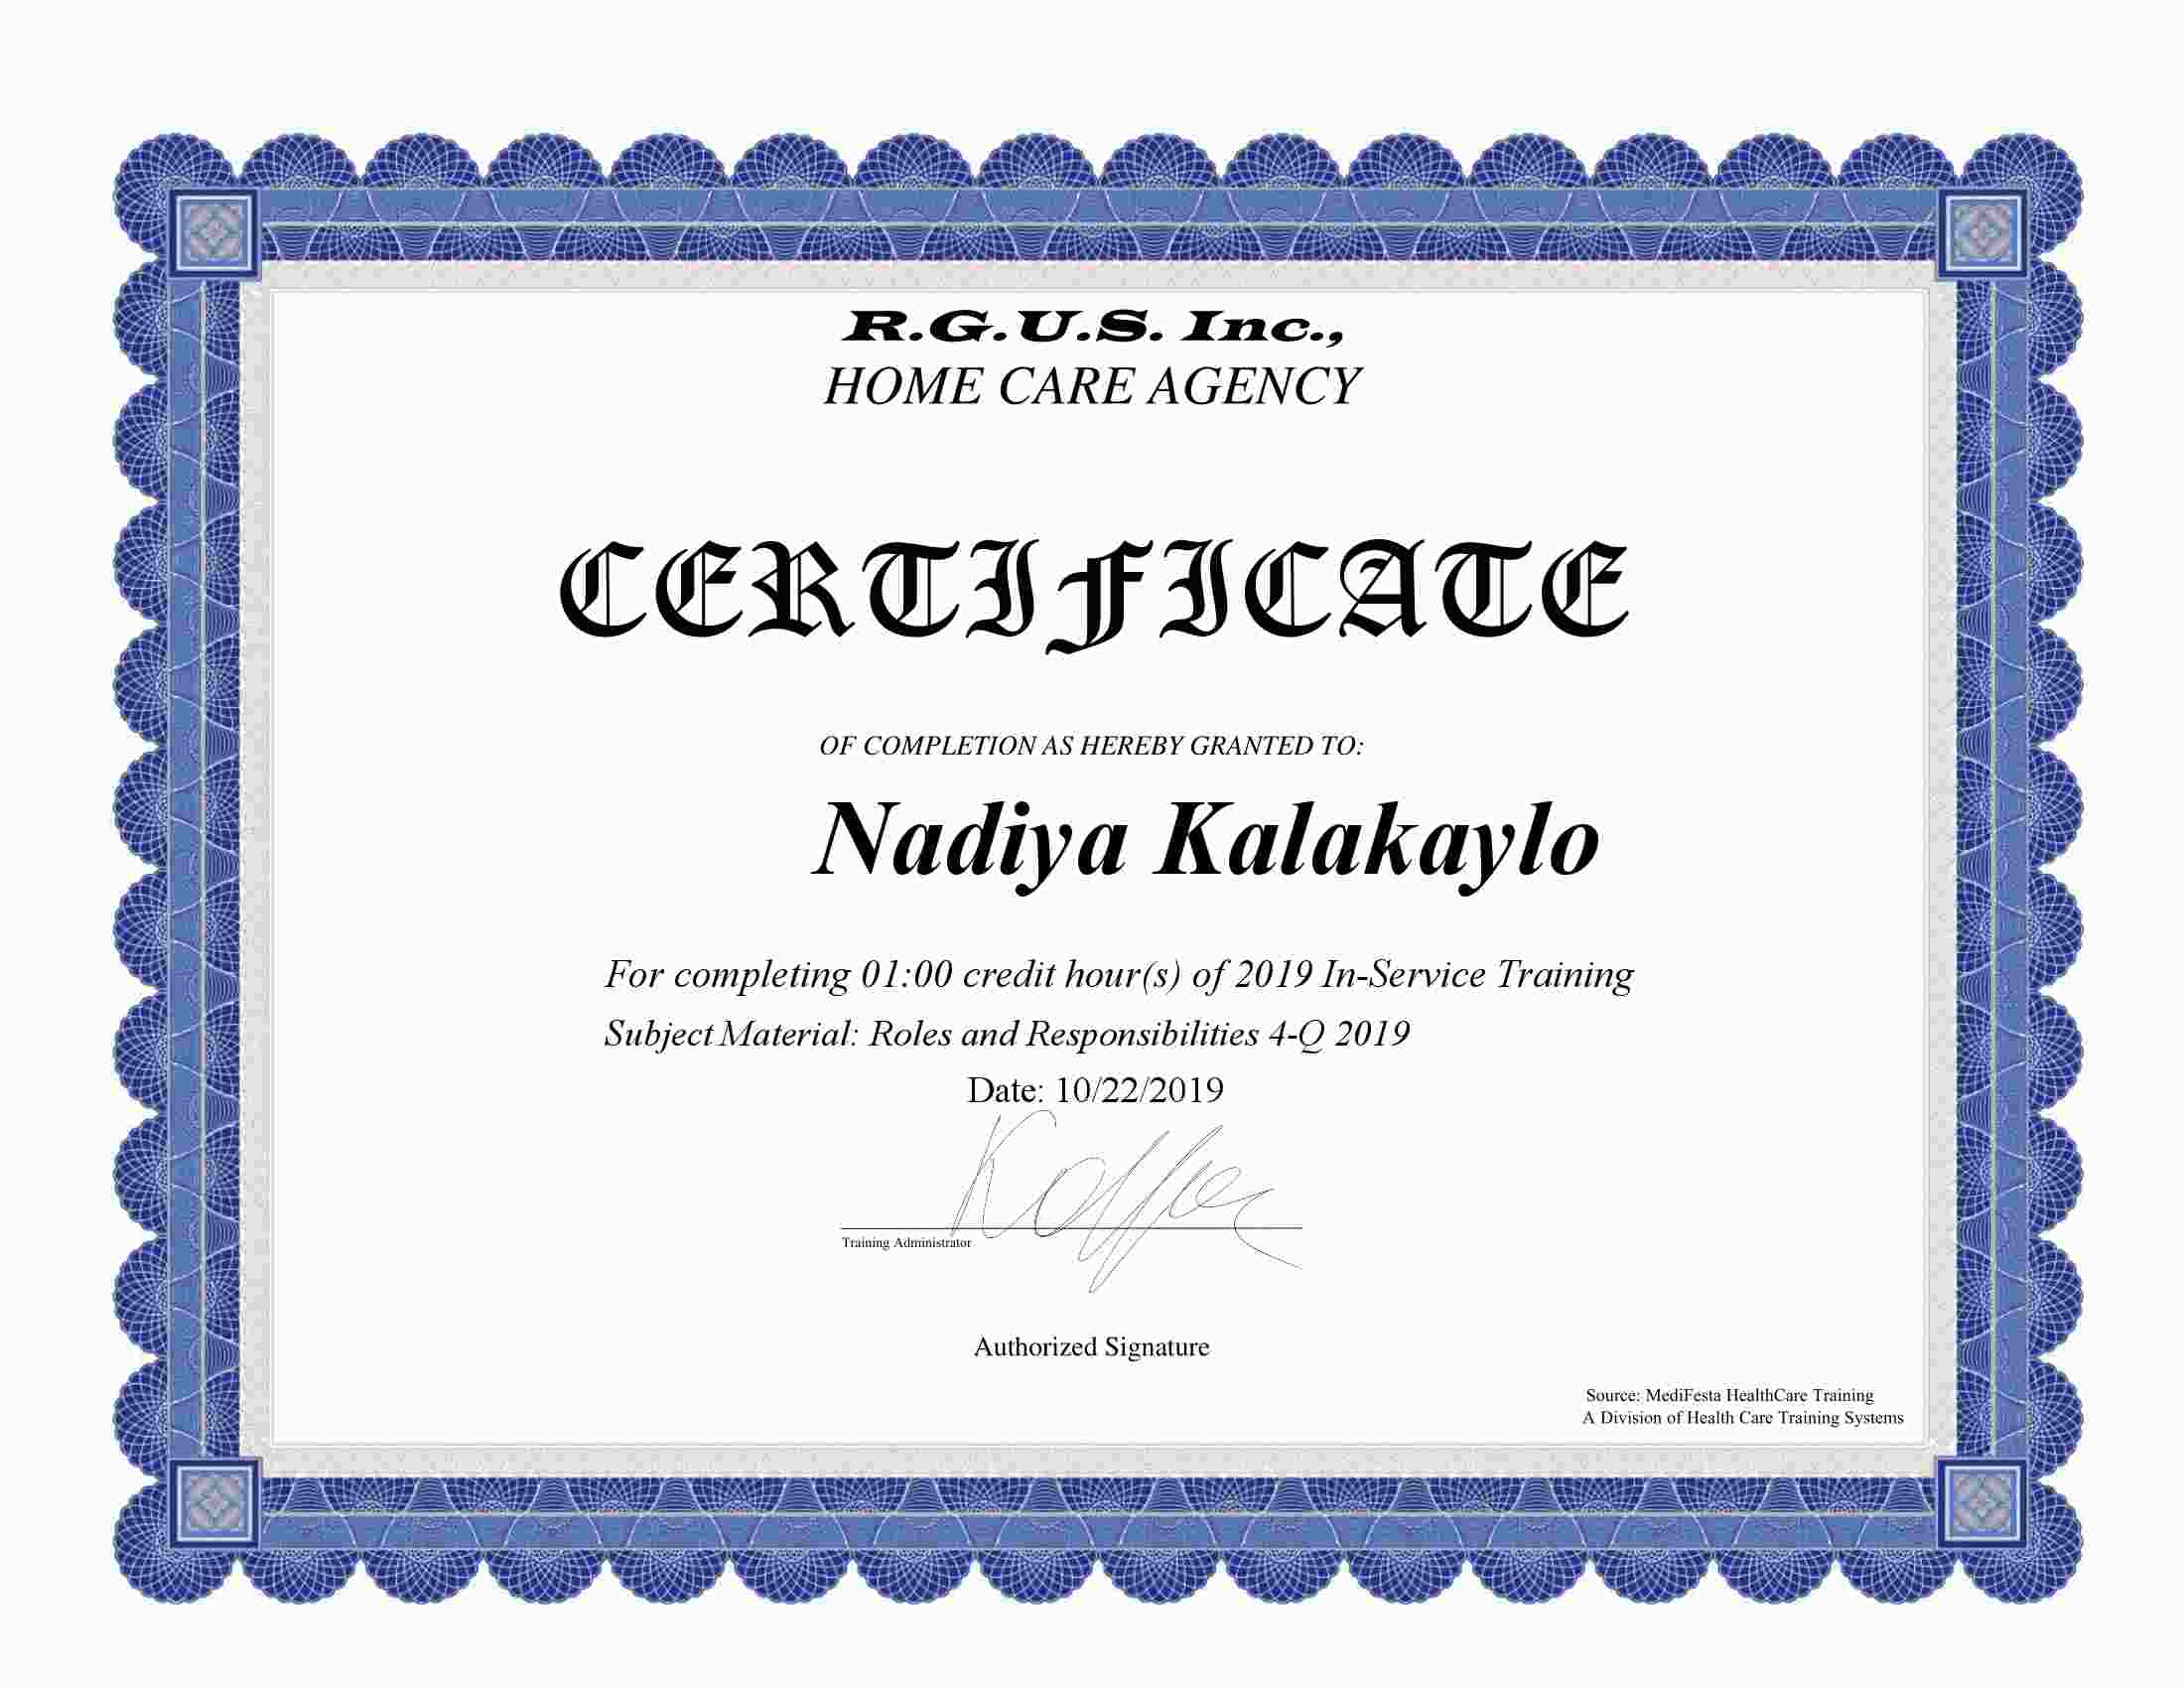 R.G.U.S. Inc.,
HOME CARE AGENCY
CERTIFICATE
OF COMPLETION AS HEREBY GRANTED TO:
Nadiya Kalakaylo
For completing 01:00 credit hour(s) of 2019 In-Service Training
Subject Material: Roles and Responsibilities 4-Q 2019
Date: 10/22/2019
Training Administrator
Authorized Signature
Source: MediFesta HealthCare Training
A Division of Health Care Training Systems